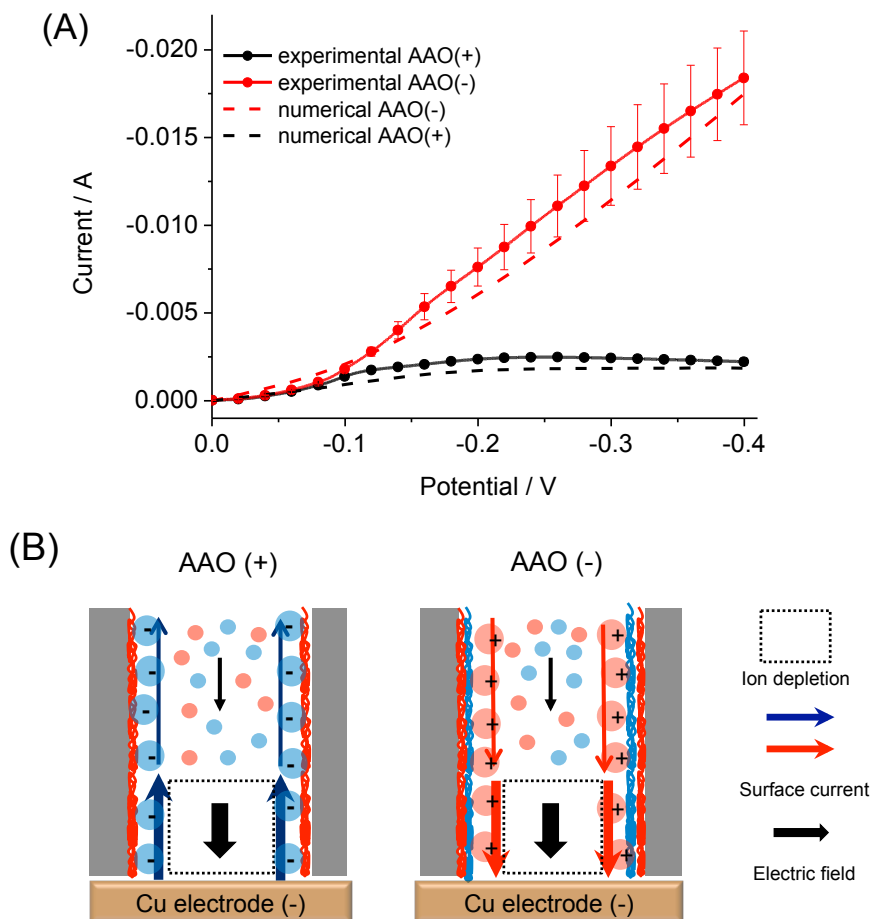 (A)
-0.020
-0.015
-0.010
-0.005
0.000
Current / A
experimental AAO(+)
experimental AAO(-)
numerical AAO(-)
numerical AAO(+)
0.0 -0.1 -0.2 -0.3 -0.4
Potential / V
(B)
AAO (+) AAO (-)
- - - - - - - - - - - -
+ + + + + + + + + + + +
Ion depletion
Surface current
Electric field
Cu electrode (-) Cu electrode (-)